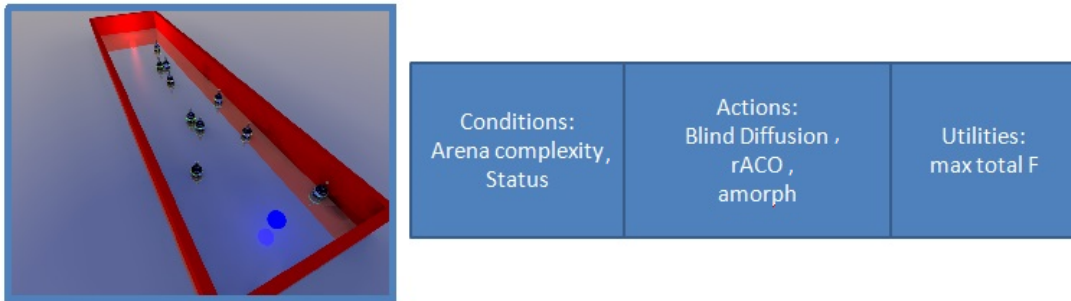 Conditions:
Arena complexity,
Status
Actions:
Blind Diffusion ,
rACO ,
amorph
Utilities:
max total F